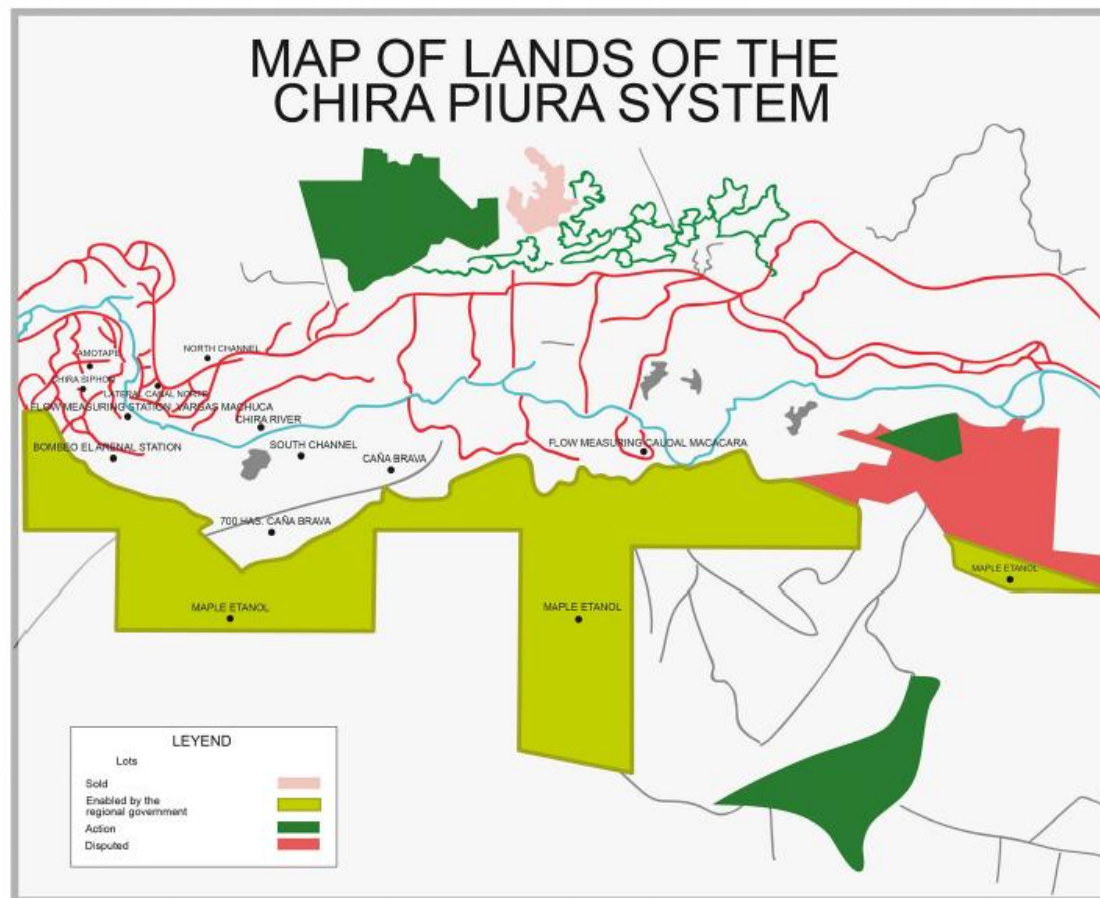 MAP OF LANDS OF THE
CHIRA PIURA SYSTEM
NORTH CHANNEL
AMOTAPE
CHIRA SIPHON
LATERAL CANAL NORTE
FLOW MEASURING STATION, VARGAS MACHUCA
CHIRA RIVER
BOMBEO EL ARENAL STATION
SOUTH CHANNEL
FLOW MEASURING CAUDAL MACACARA
CAÑA BRAVA
700 HAS. CAÑA BRAVA
MAPLE ETANOL
MAPLE ETANOL
MAPLE ETANOL
LEYEND
Lots
Sold
Enabled by the
regional government
Action
Disputed